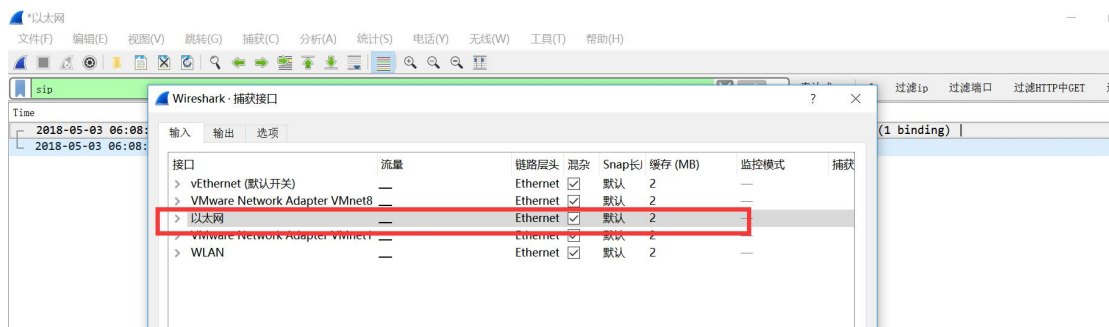 *以太网
文件(F) 编辑(E) 视图(V) 跳转(G) 捕获(C) 分析(A) 统计(S) 电话(Y) 无线(W) 工具(T) 帮助(H)
sip 过滤ip 过滤端口 过滤HTTP中GET
Wireshark · 捕获接口 ?
Time
2018-05-03 06:08: (1 binding) |
2018-05-03 06:08:
输入 输出 选项
接口 流量 链路层头 混杂 Snap长 缓存 (MB) 监控模式 捕获
vEthernet (默认开关) Ethernet 默认 2 —
VMware Network Adapter VMnet8 Ethernet 默认 2 —
以太网 Ethernet 默认 2 —
VMware Network Adapter VMnet1 Ethernet 默认 2 —
WLAN Ethernet 默认 2 —